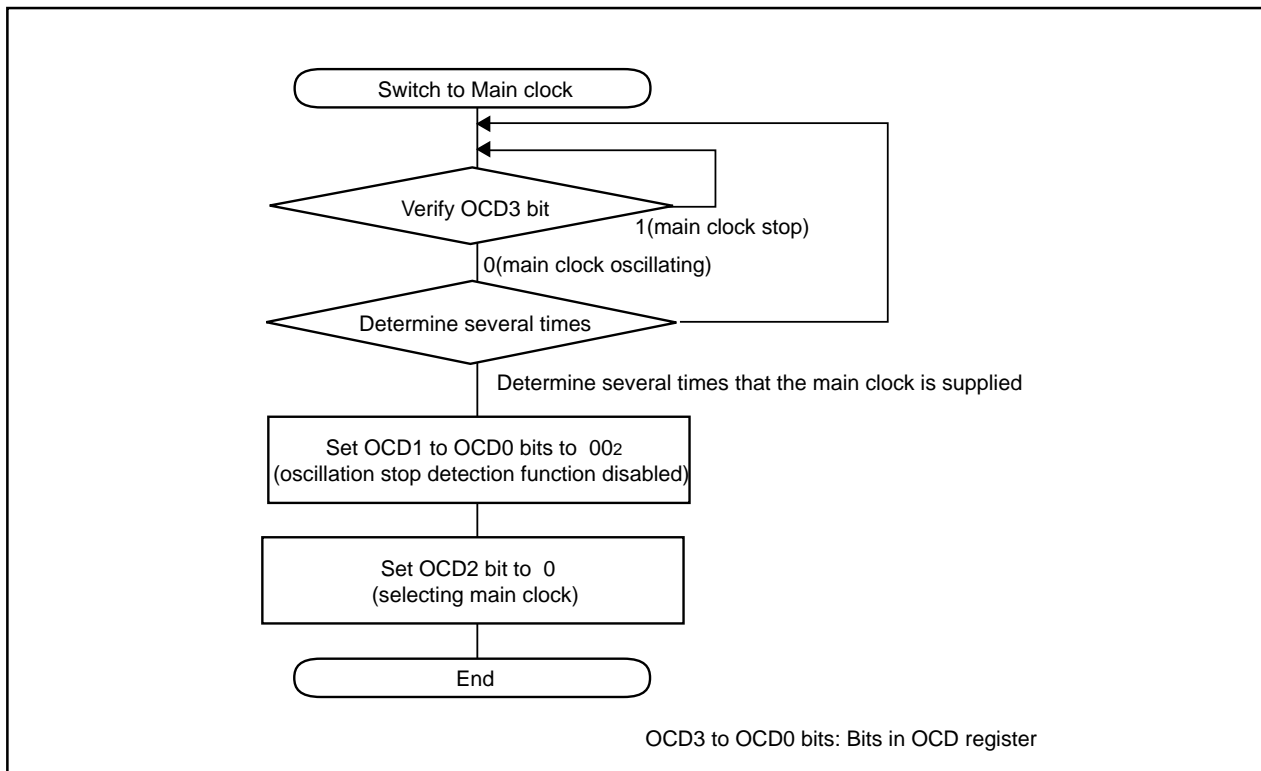 Switch to Main clock
Verify OCD3 bit
1(main clock stop)
0(main clock oscillating)
Determine several times
Determine several times that the main clock is supplied
Set OCD1 to OCD0 bits to 002
(oscillation stop detection function disabled)
Set OCD2 bit to 0
(selecting main clock)
End
OCD3 to OCD0 bits: Bits in OCD register